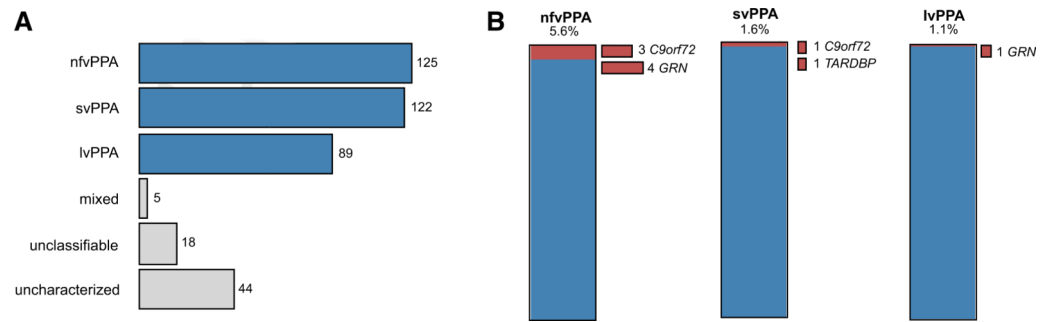 A
nfvPPA 125
svPPA 122
lvPPA 89
mixed 5
unclassifiable 18
uncharacterized 44
B
nfvPPA
5.6%
3 C9orf72
4 GRN
svPPA
1.6%
1 C9orf72
1 TARDBP
lvPPA
1.1%
1 GRN